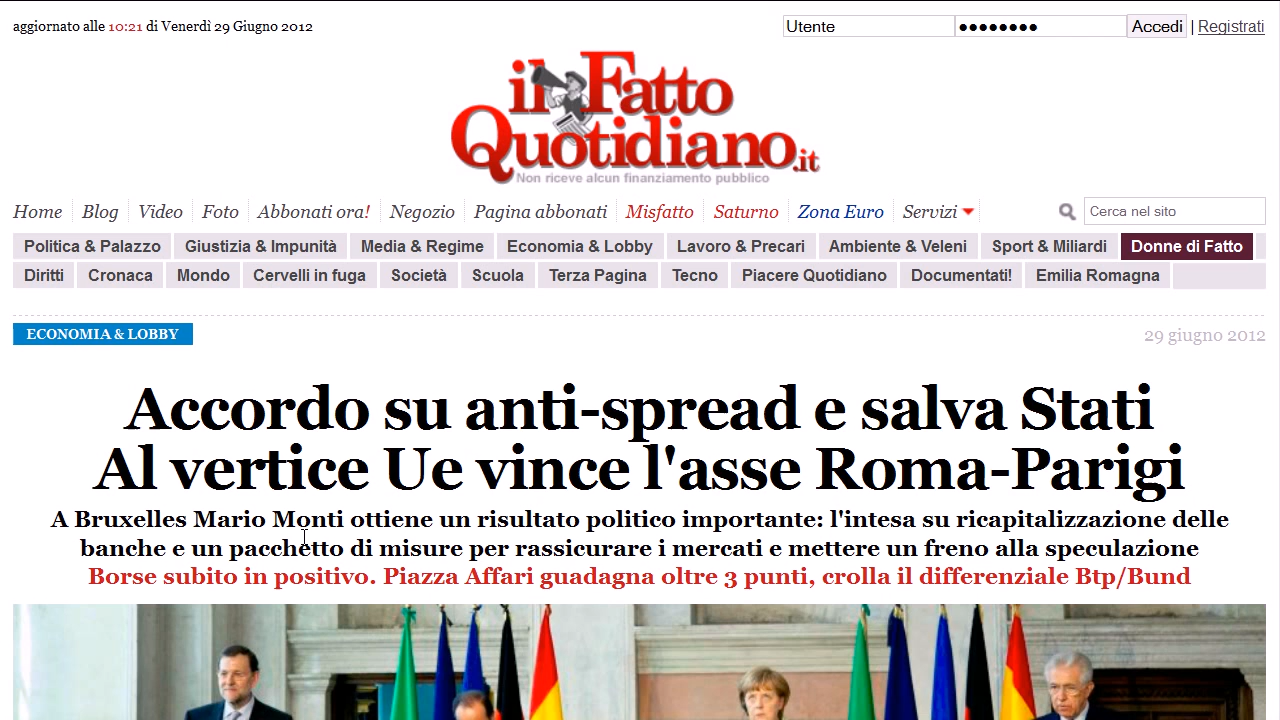 aggiornato alle 10:21 di Venerdì 29 Giugno 2012
Utente ●●●●●●●● Accedi | Registrati
il Fatto
Quotidiano.it
Non riceve alcun finanziamento pubblico
Home Blog Video Foto Abbonati ora! Negozio Pagina abbonati Misfatto Saturno Zona Euro Servizi Cerca nel sito
Politica & Palazzo Giustizia & Impunità Media & Regime Economia & Lobby Lavoro & Precari Ambiente & Veleni Sport & Miliardi Donne di Fatto
Diritti Cronaca Mondo Cervelli in fuga Società Scuola Terza Pagina Tecno Piacere Quotidiano Documentati! Emilia Romagna
ECONOMIA & LOBBY 29 giugno 2012
Accordo su anti-spread e salva Stati
Al vertice Ue vince l'asse Roma-Parigi
A Bruxelles Mario Monti ottiene un risultato politico importante: l'intesa su ricapitalizzazione delle
banche e un pacchetto di misure per rassicurare i mercati e mettere un freno alla speculazione
Borse subito in positivo. Piazza Affari guadagna oltre 3 punti, crolla il differenziale Btp/Bund